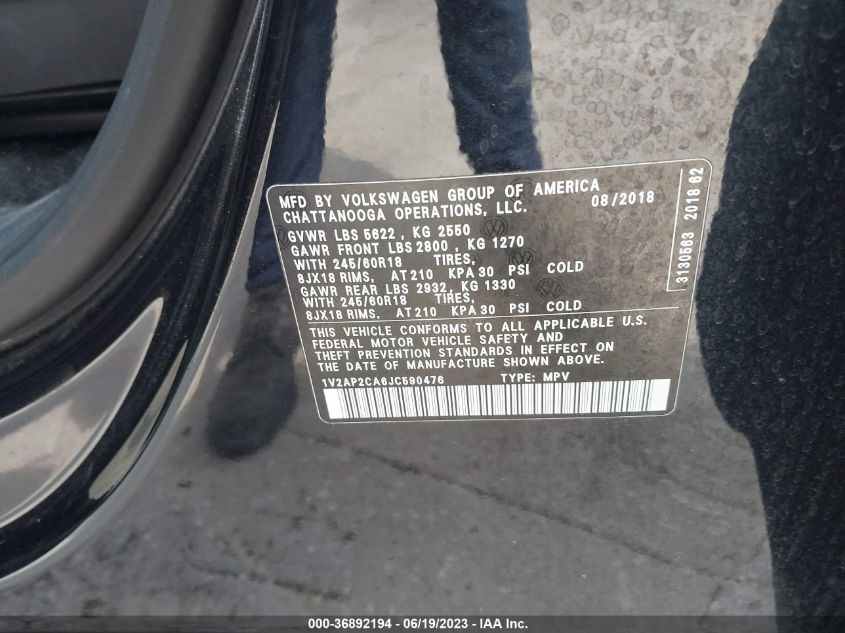 MFD BY VOLKSWAGEN GROUP OF AMERICA
CHATTANOOGA OPERATIONS, LLC. 08/2018
GVWR LBS 5622 , KG 2550
GAWR FRONT LBS 2800 , KG 1270
WITH 245/60R18 TIRES,
8JX18 RIMS, AT 210 KPA 30 PSI COLD
GAWR REAR LBS 2932, KG 1330
WITH 245/60R18 TIRES,
8JX18 RIMS, AT 210 KPA 30 PSI COLD
THIS VEHICLE CONFORMS TO ALL APPLICABLE U.S.
FEDERAL MOTOR VEHICLE SAFETY AND
THEFT PREVENTION STANDARDS IN EFFECT ON
THE DATE OF MANUFACTURE SHOWN ABOVE.
1V2AP2CA6JC590476 TYPE: MPV
3130563 2018 62
000-36892194 - 06/19/2023 - IAA Inc.